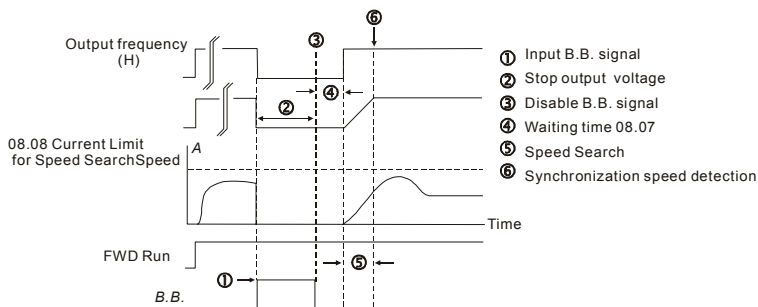 ⑥
Output frequency
(H)
③
④
②
① Input B.B. signal
② Stop output voltage
③ Disable B.B. signal
④ Waiting time 08.07
⑤ Speed Search
⑥ Synchronization speed detection
08.08 Current Limit
for Speed SearchSpeed
A
Time
FWD Run
⑤
①
B.B.